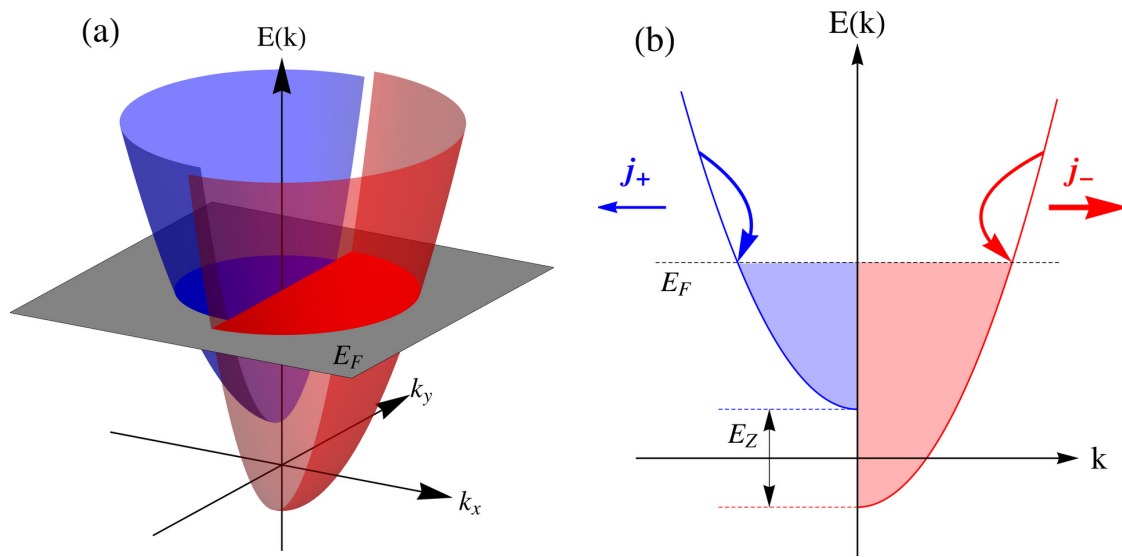 (a)
E(k)
E_F
k_y
k_x
(b)
E(k)
j_+
j_-
E_F
E_Z
k